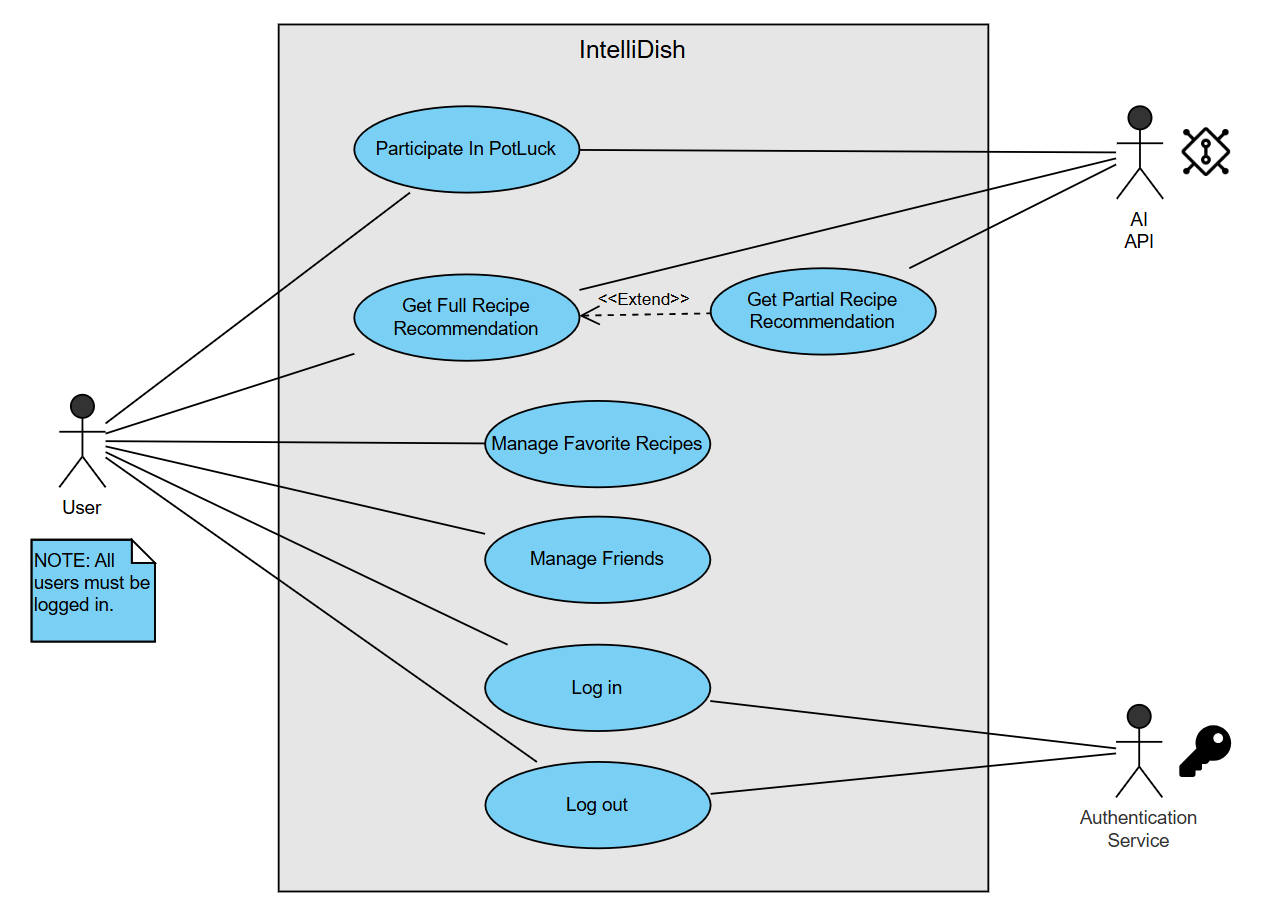 IntelliDish
Participate In PotLuck
AI
API
<<Extend>>
Get Full Recipe
Recommendation
Get Partial Recipe
Recommendation
Manage Favorite Recipes
User
NOTE: All
users must be
logged in.
Manage Friends
Log in
Log out
Authentication
Service